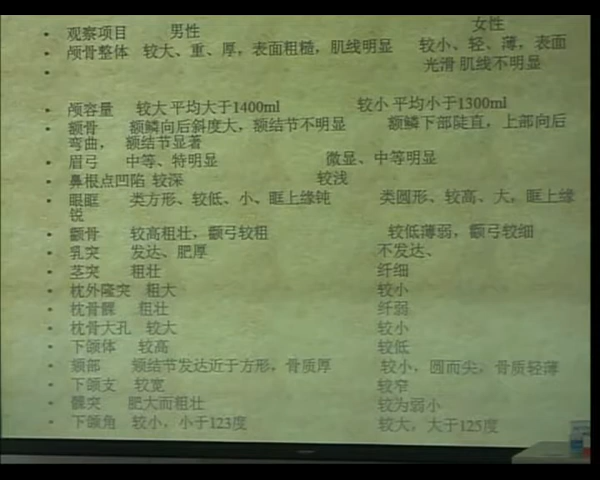 • 观察项目 男性 女性
• 颅骨整体 较大、重、厚，表面粗糙，肌线明显 较小、轻、薄，表面
• 光滑 肌线不明显
• 颅容量 较大 平均大于1400ml 较小 平均小于1300ml
• 额骨 额鳞向后斜度大，额结节不明显 额鳞下部陡直，上部向后
弯曲， 额结节显著
• 眉弓 中等、特明显 微显、中等明显
• 鼻根点凹陷 较深 较浅
• 眼眶 类方形、较低、小、眶上缘钝 类圆形、较高、大，眶上缘
锐
• 颧骨 较高粗壮，颧弓较粗 较低薄弱，颧弓较细
• 乳突 发达、肥厚 不发达、
• 茎突 粗壮 纤细
• 枕外隆突 粗大 较小
• 枕骨髁 粗壮 纤弱
• 枕骨大孔 较大 较小
• 下颌体 较高 较低
• 颏部 颏结节发达近于方形，骨质厚 较小，圆而尖，骨质轻薄
• 下颌支 较宽 较窄
• 髁突 肥大而粗壮 较为弱小
• 下颌角 较小，小于123度 较大，大于125度